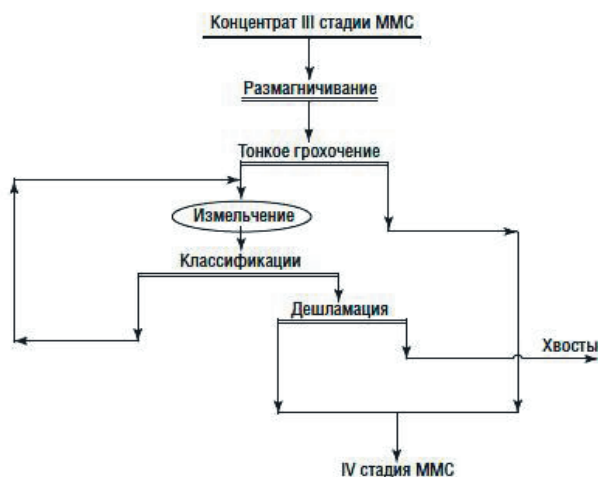 Концентрат III стадии ММС
Размагничивание
Тонкое грохочение
Измельчение
Классификации
Дешламация
Хвосты
IV стадия ММС